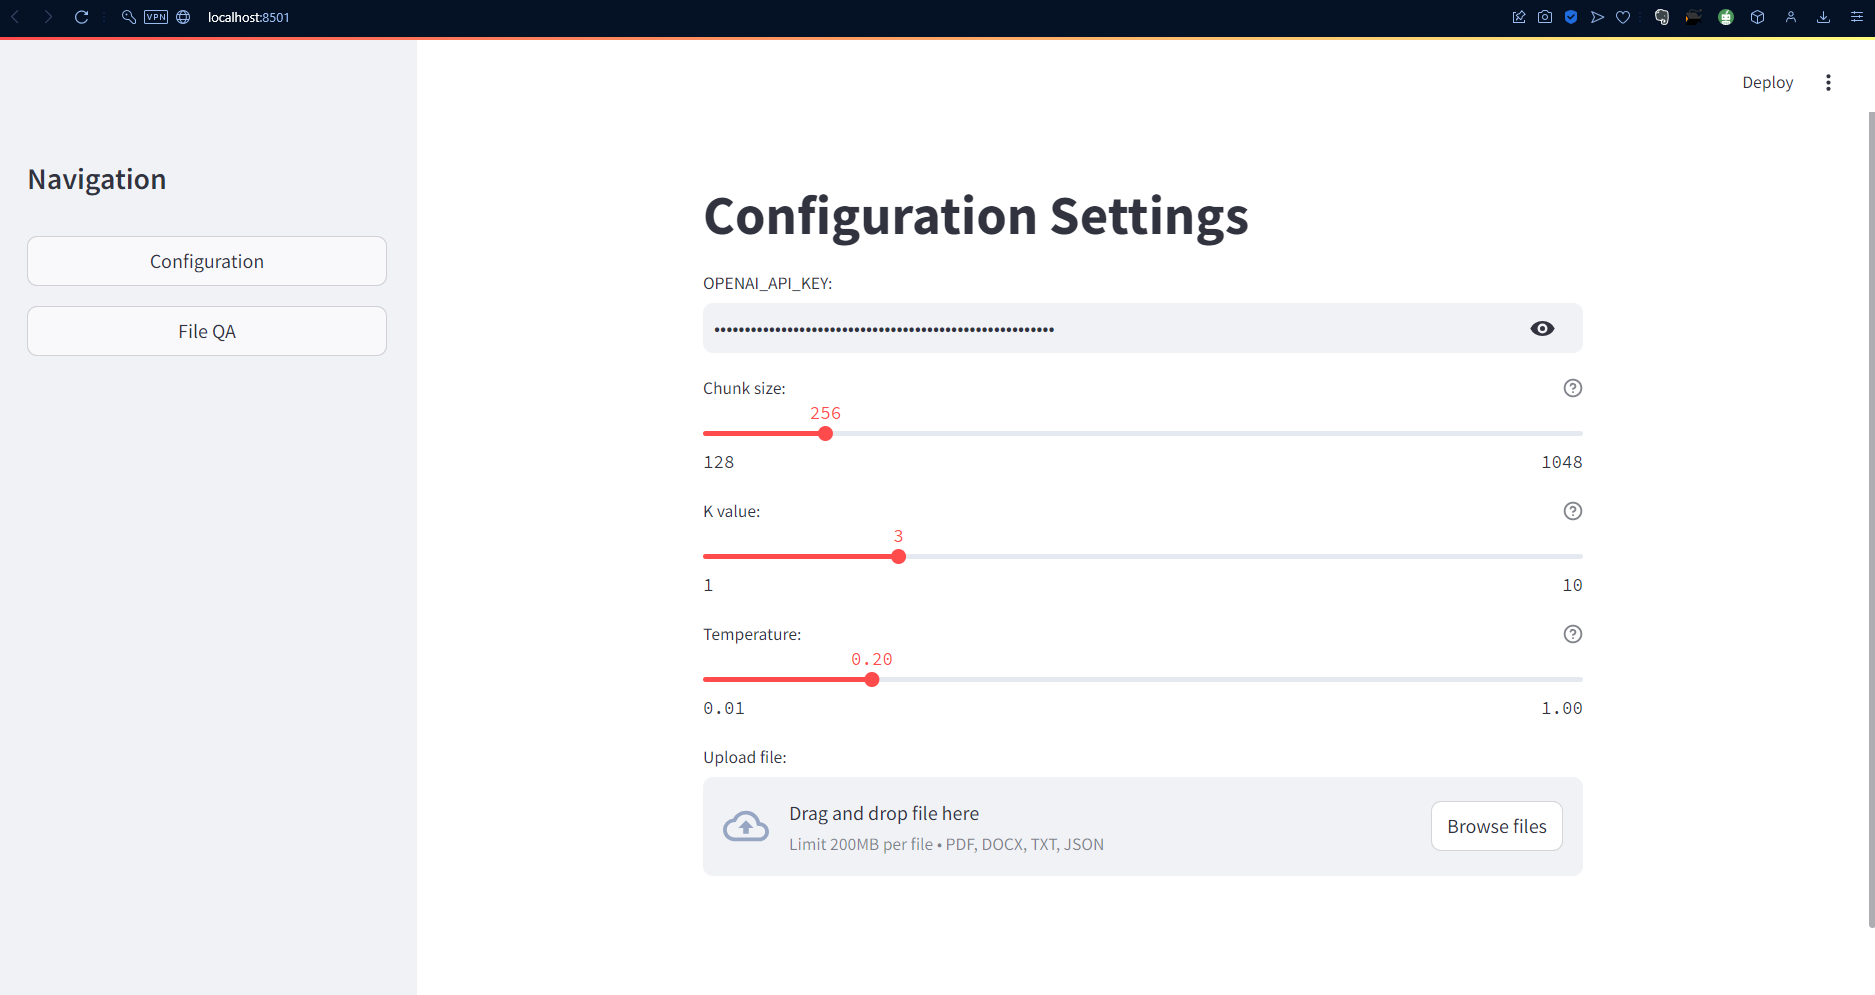 VPN
localhost:8501
Deploy
Navigation
Configuration
File QA
Configuration Settings
OPENAI_API_KEY:
••••••••••••••••••••••••••••••••••••••••••••••••••••••••
Chunk size:
256
128 1048
K value:
3
1 10
Temperature:
0.20
0.01 1.00
Upload file:
Drag and drop file here
Limit 200MB per file • PDF, DOCX, TXT, JSON
Browse files